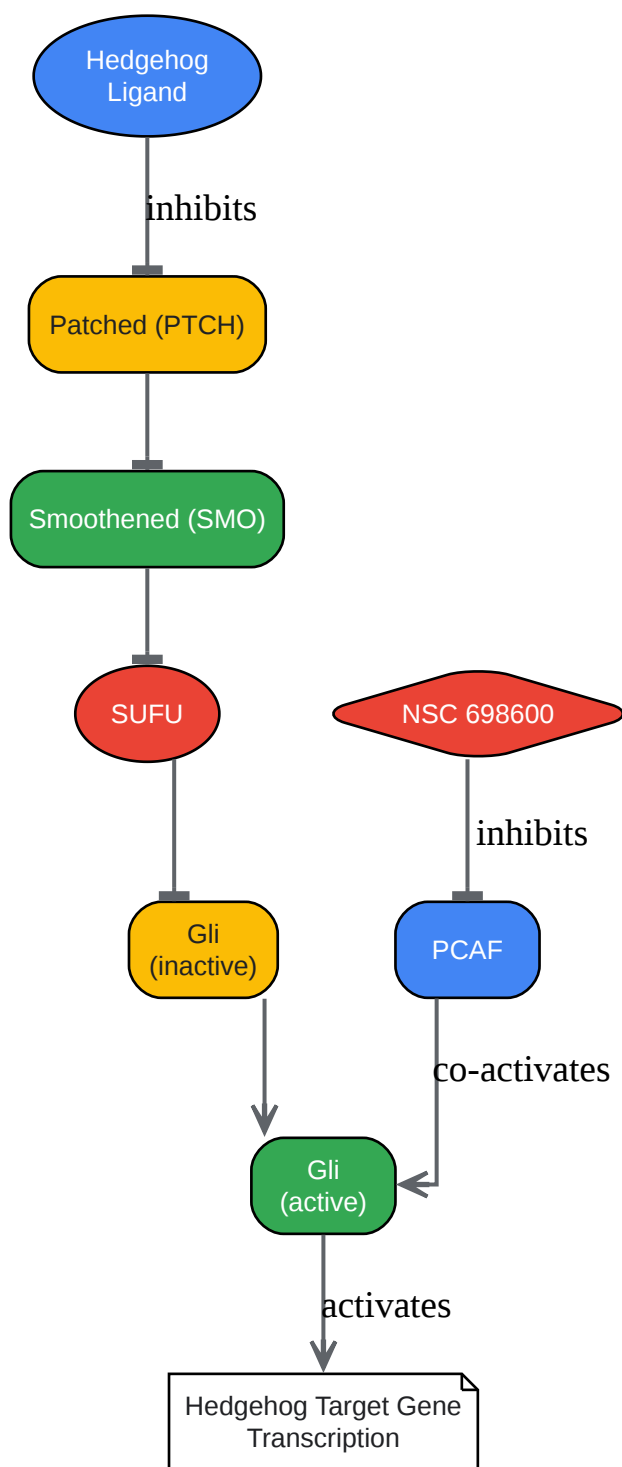 Hedgehog
Ligand
inhibits
Patched (PTCH)
Smoothened (SMO)
SUFU
NSC 698600
inhibits
Gli
(inactive)
PCAF
co-activates
Gli
(active)
activates
Hedgehog Target Gene
Transcription